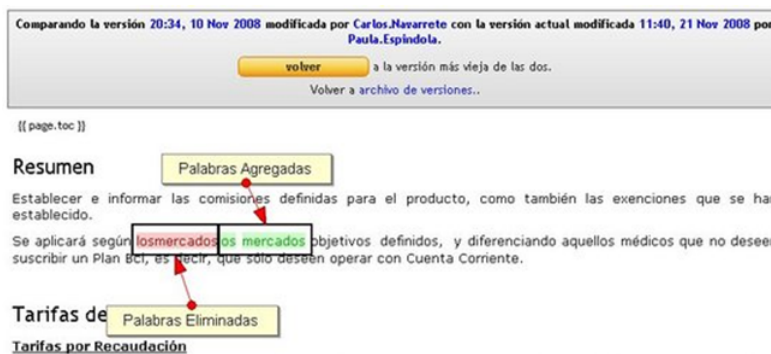 Comparando la versión 20:34, 10 Nov 2008 modificada por Carlos.Navarrete con la versión actual modificada 11:40, 21 Nov 2008 por
Paula.Espindola.
volver a la versión más vieja de las dos.
Volver a archivo de versiones..
{{ page.toc }}
Resumen
Palabras Agregadas
Establecer e informar las comisiones definidas para el producto, como también las exenciones que se han
establecido.
Se aplicará según losmercados os mercados objetivos definidos, y diferenciando aquellos médicos que no deseen
suscribir un Plan Bci, es decir, que sólo deseen operar con Cuenta Corriente.
Tarifas de
Palabras Eliminadas
Tarifas por Recaudación